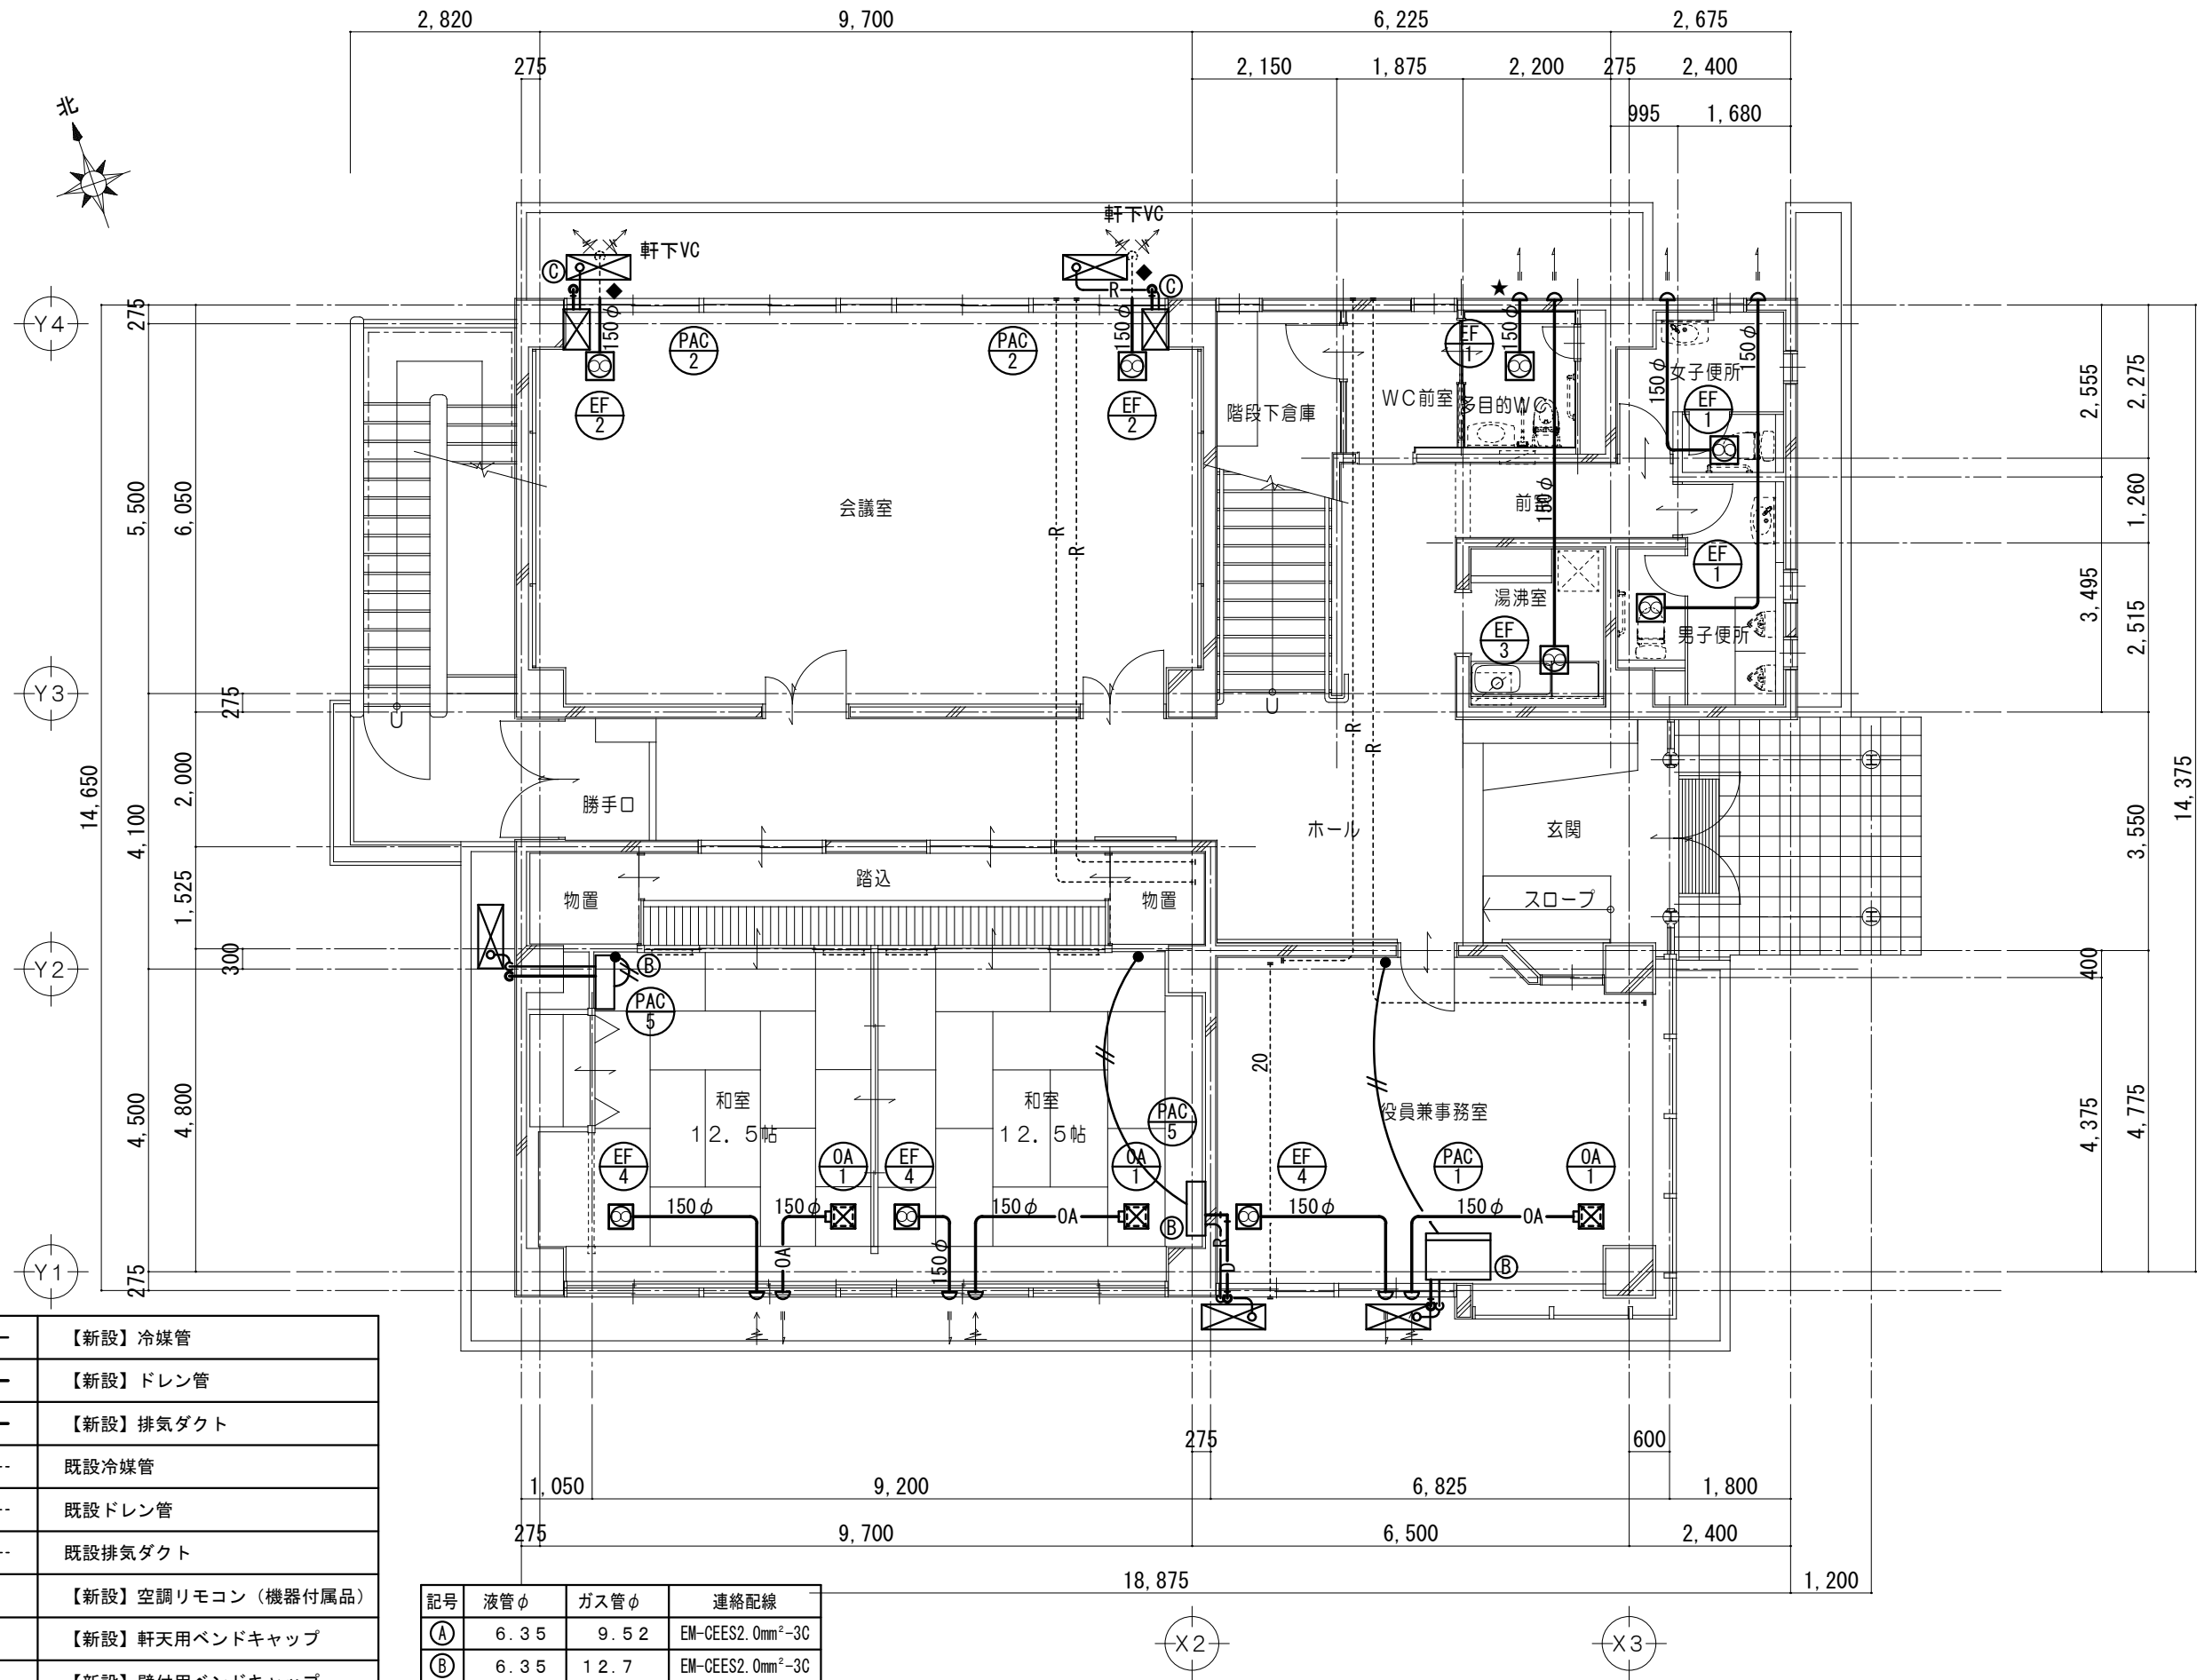 2,820 9,700 6,225 2,675
275 2,150 1,875 2,200 275 2,400
995 1,680
北
軒下VC 軒下VC
C ◆ R ◆ C ★
Y4 275 150φ PAC 2 PAC 2 150φ EF 1 150φ 150φ 女子便所 150φ
EF 2 EF 2 階段下倉庫 WC前室 多目的WC EF 1
2,555 2,275
5,500 6,050
会議室 R R 前室 150φ 1,260
EF 1
湯沸室 3,495 2,515
EF 3 男子便所
Y3 275 U U
R R
14,650 4,100 2,000 14,375
勝手口 ホール 玄関 3,550
踏込
1,525 物置 物置 スロープ
Y2 300 B 400
PAC 5
20
4,500 4,800 和室 和室 PAC 5 役員兼事務室 4,375 4,775
12.5帖 12.5帖
EF 4 OA 1 EF 4 OA 1 EF 4 PAC 1 OA 1
150φ 150φ 150φ OA 150φ 150φ OA
Y1 275 OA 150φ B R D B
【新設】冷媒管
【新設】ドレン管
【新設】排気ダクト
275 600
既設冷媒管
1,050 9,200 6,825 1,800
既設ドレン管
275 9,700 6,500 2,400
既設排気ダクト
18,875 1,200
【新設】空調リモコン（機器付属品）
記号 液管φ ガス管φ 連絡配線
【新設】軒天用ベンドキャップ
A 6.35 9.52 EM-CEES2.0mm²-3C
X2 X3
B 6.35 12.7 EM-CEES2.0mm²-3C
【新設】壁付用ベンドキャップ